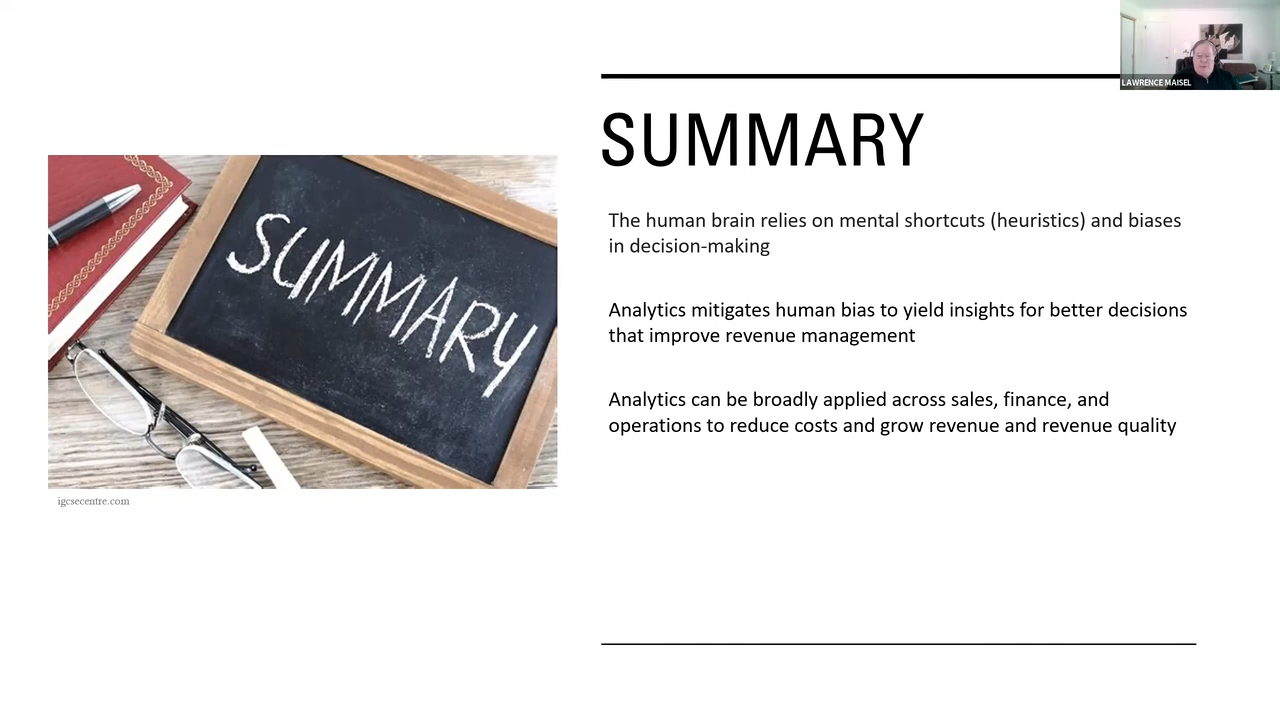 LAWRENCE MAISEL
SUMMARY
SUMMARY
The human brain relies on mental shortcuts (heuristics) and biases
in decision-making
Analytics mitigates human bias to yield insights for better decisions
that improve revenue management
Analytics can be broadly applied across sales, finance, and
operations to reduce costs and grow revenue and revenue quality
igcsecentre.com